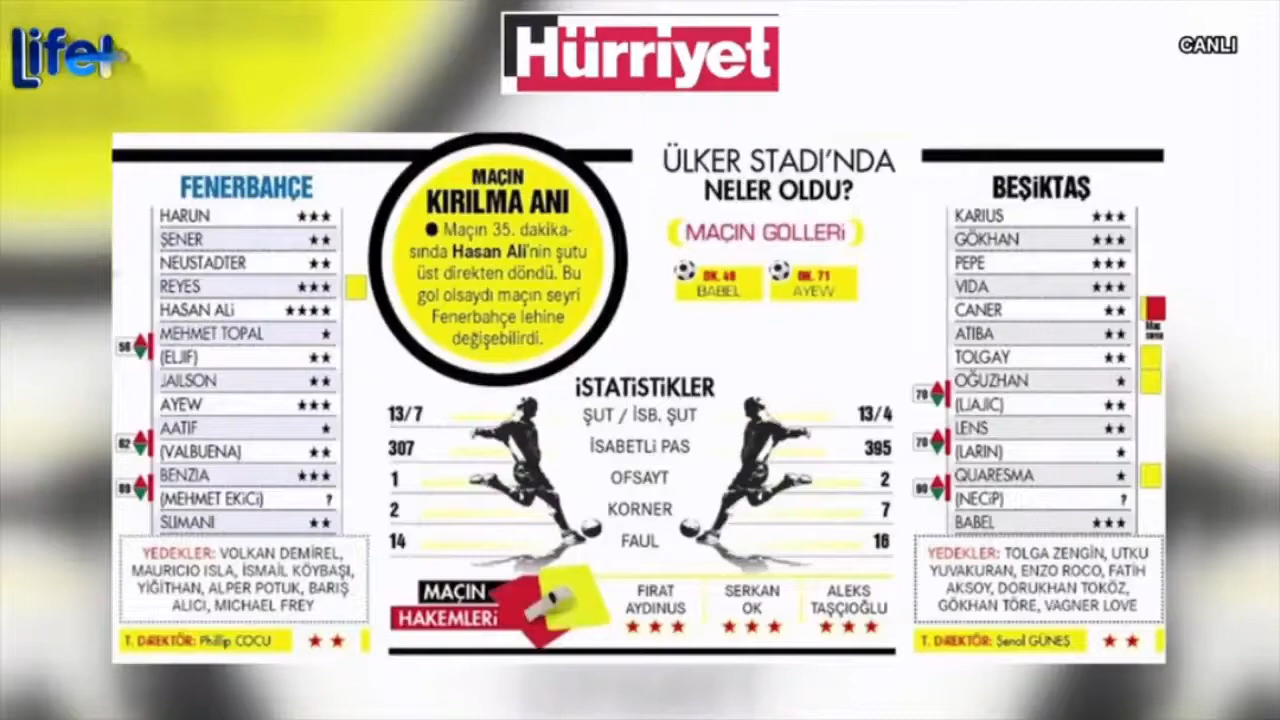 Life+
Hürriyet
CANLI
FENERBAHÇE
HARUN ★★★
ŞENER ★★
NEUSTADTER ★★
REYES ★★★
HASAN ALİ ★★★★
MEHMET TOPAL ★
(ELJIF) ★★
JAILSON ★★
AYEW ★★★
AATIF ★
(VALBUENA) ★★
BENZIA ★★★
(MEHMET EKİCİ) ?
SLIMANI ★★
YEDEKLER: VOLKAN DEMİREL,
MAURICIO ISLA, İSMAİL KÖYBAŞI,
YİĞİTHAN, ALPER POTUK, BARIŞ
ALICI, MICHAEL FREY
T. DİREKTÖR: Phillip COCU ★★
MAÇIN
KIRILMA ANI
● Maçın 35. dakika-
sında Hasan Ali'nin şutu
üst direkten döndü. Bu
gol olsaydı maçın seyri
Fenerbahçe lehine
değişebilirdi.
ÜLKER STADI'NDA
NELER OLDU?
MAÇIN GOLLERİ
BABEL
DK. 71
AYEW
İSTATİSTİKLER
13/7 ŞUT / İSB. ŞUT 13/4
307 İSABETLİ PAS 395
1 OFSAYT 2
2 KORNER 7
14 FAUL 16
MAÇIN
HAKEMLERİ
FIRAT
AYDINUS
★★★
SERKAN
OK
★★★
ALEKS
TAŞÇIOĞLU
★★★
BEŞİKTAŞ
KARIUS ★★★
GÖKHAN ★★★
PEPE ★★★
VIDA ★★★
CANER ★★
ATIBA ★★
TOLGAY ★★
OĞUZHAN ★
(LJAJIC) ★★
LENS ★★
(LARIN) ★
QUARESMA ★
(NECİP) ?
BABEL ★★★
YEDEKLER: TOLGA ZENGİN, UTKU
YUVAKURAN, ENZO ROCO, FATİH
AKSOY, DORUKHAN TOKÖZ,
GÖKHAN TÖRE, VAGNER LOVE
T. DİREKTÖR: Şenol GÜNEŞ ★★